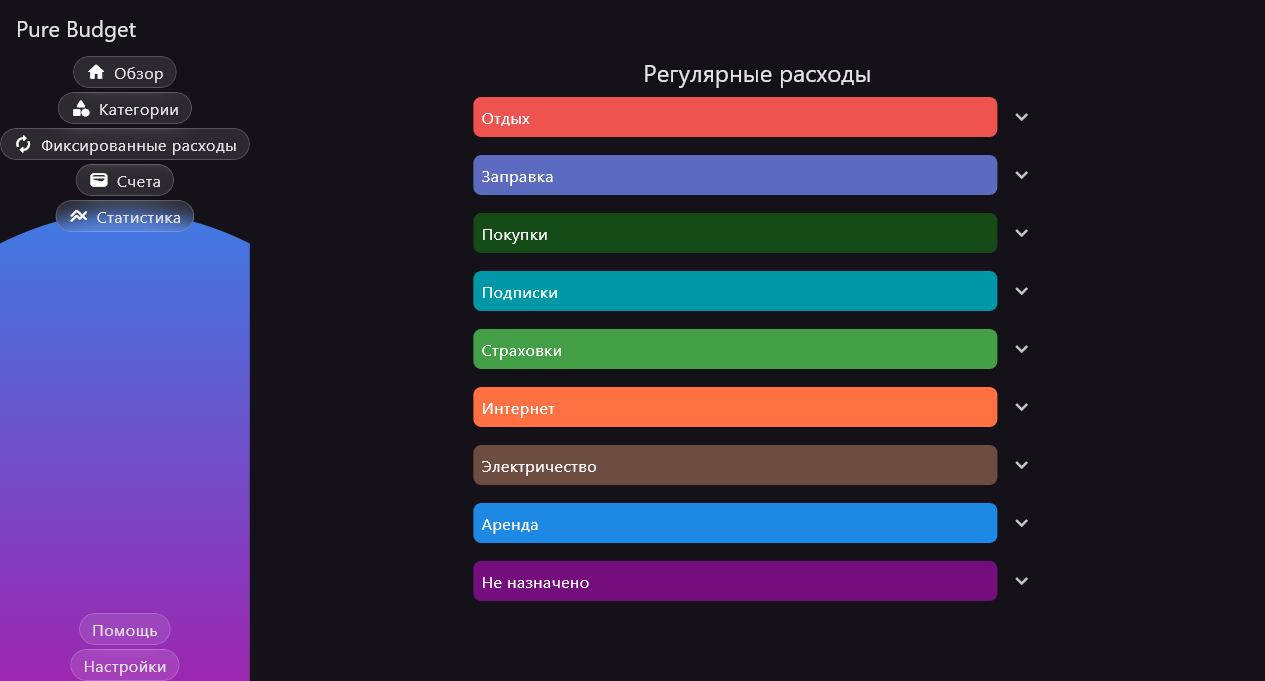 Pure Budget
Обзор
Категории
Фиксированные расходы
Счета
Статистика
Помощь
Настройки
Регулярные расходы
Отдых
Заправка
Покупки
Подписки
Страховки
Интернет
Электричество
Аренда
Не назначено